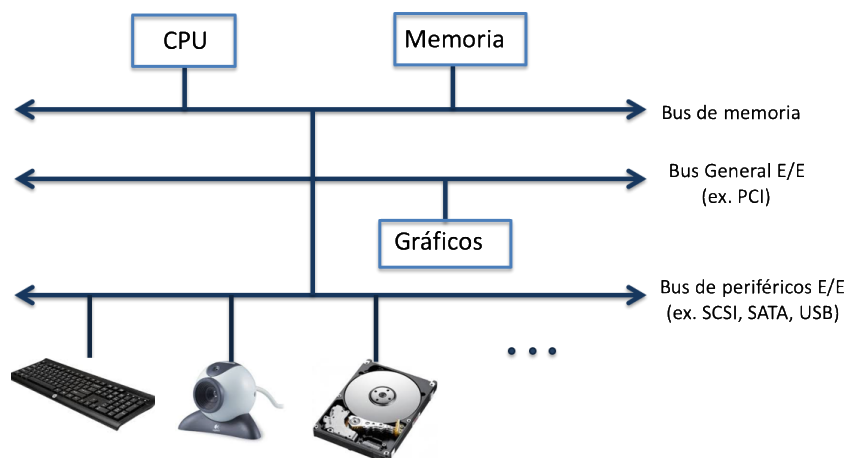 CPU
Memoria
Bus de memoria
Bus General E/E
(ex. PCI)
Gráficos
Bus de periféricos E/E
(ex. SCSI, SATA, USB)